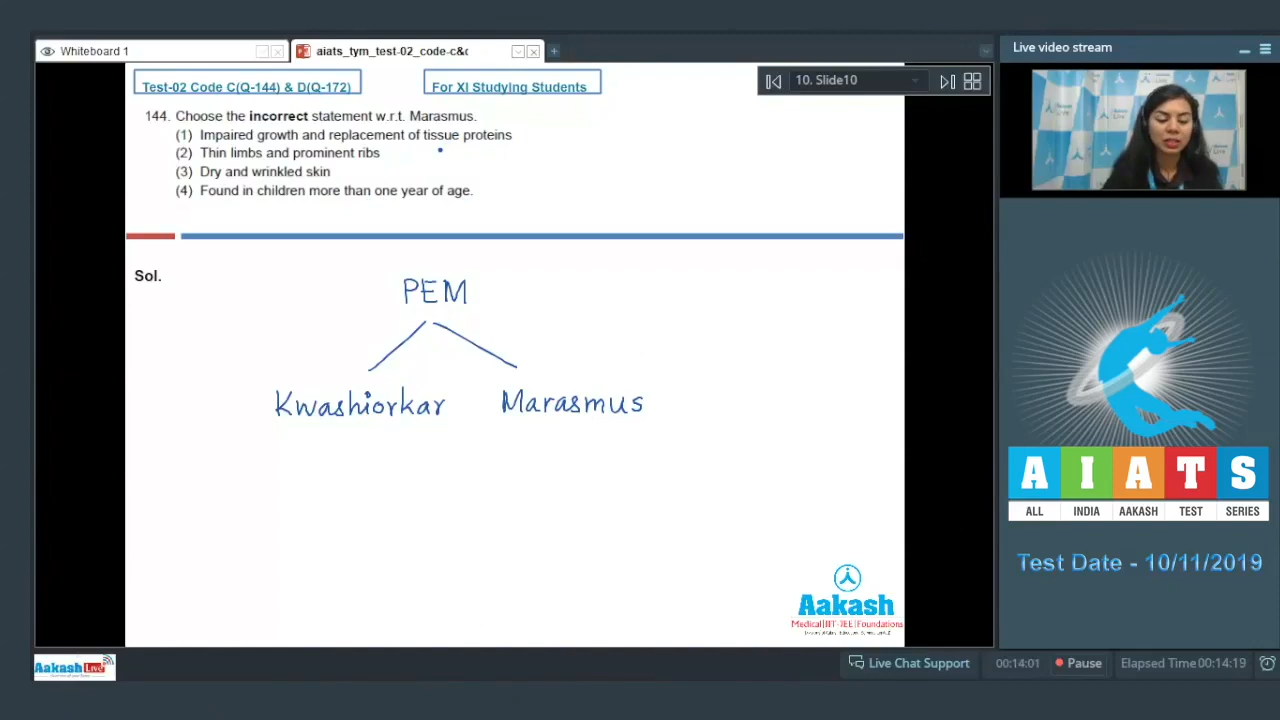 Whiteboard 1
aiats_tym_test-02_code-c&c
Live video stream
Test-02 Code C(Q-144) & D(Q-172)
For XI Studying Students
10. Slide10
144. Choose the incorrect statement w.r.t. Marasmus.
(1) Impaired growth and replacement of tissue proteins
(2) Thin limbs and prominent ribs
(3) Dry and wrinkled skin
(4) Found in children more than one year of age.
Sol.
PEM
Kwashiorkar Marasmus
A I A T S
ALL INDIA AAKASH TEST SERIES
Test Date - 10/11/2019
Aakash
Medical|IIT-JEE|Foundations
Aakash Live
Live Chat Support
00:14:01
Pause
Elapsed Time 00:14:19